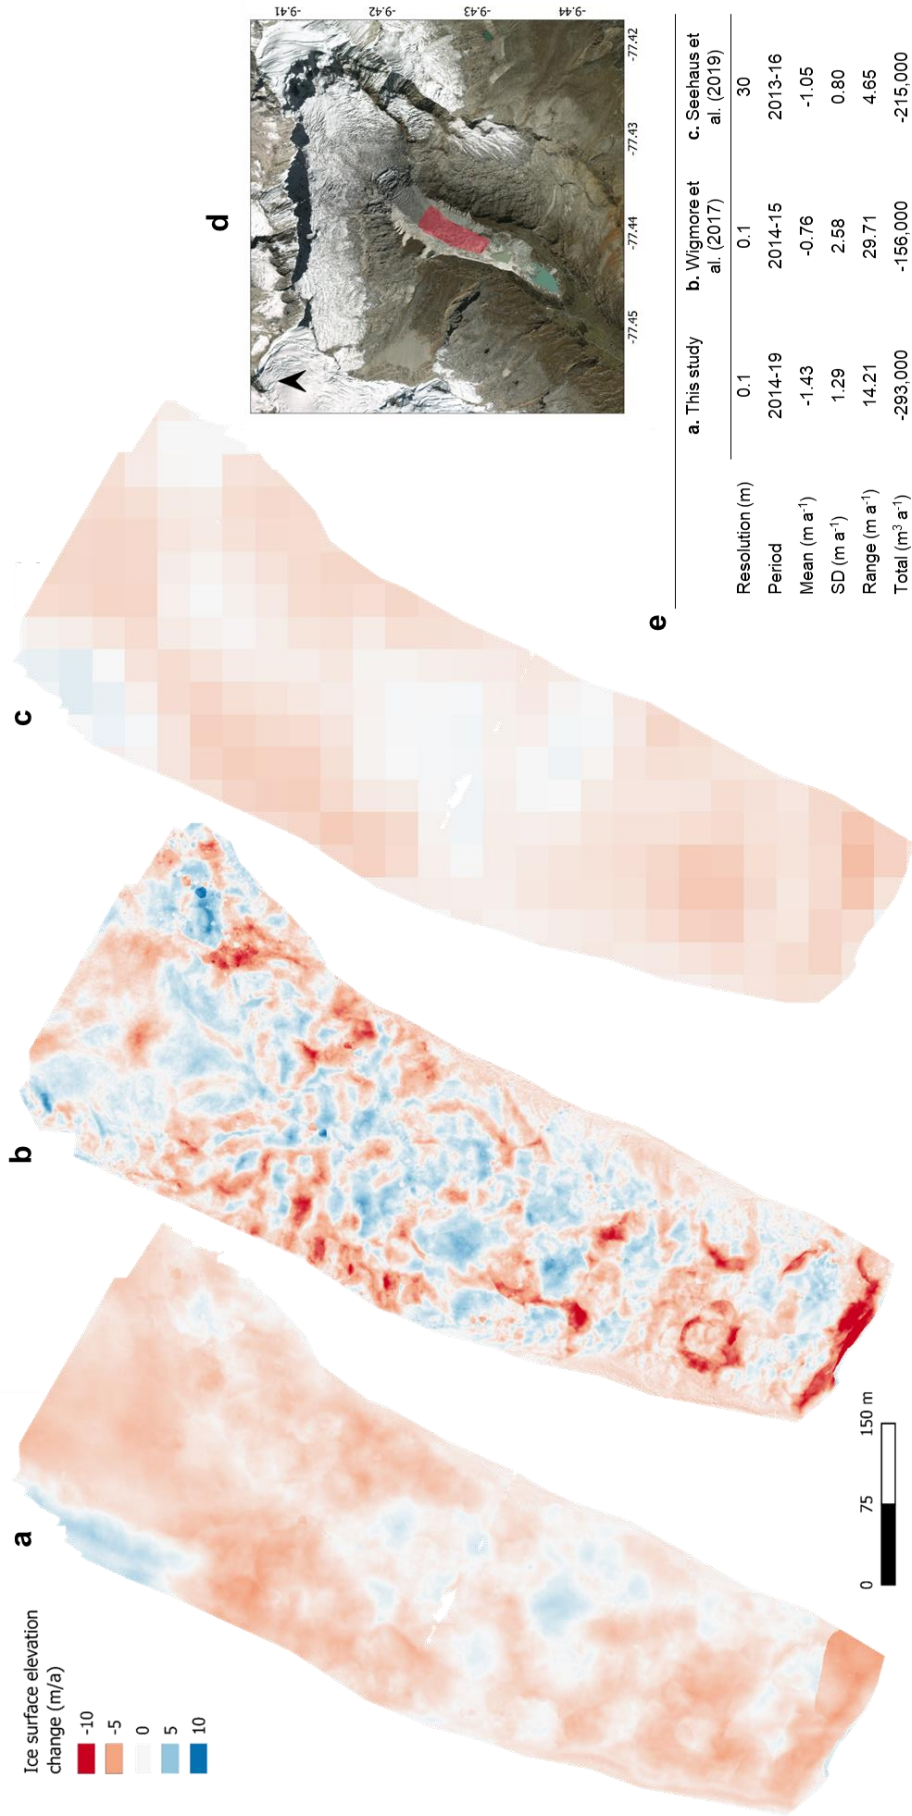 Ice surface elevation
change (m/a)
-10
-5
0
5
10
a
b
c
0 75 150 m
d
-9.41
-9.42
-9.43
-9.44
-77.45 -77.44 -77.43 -77.42
e
a. This study b. Wigmore et al. (2017) c. Seehaus et al. (2019)
Resolution (m) 0.1 0.1 30
Period 2014-19 2014-15 2013-16
Mean (m a⁻¹) -1.43 -0.76 -1.05
SD (m a⁻¹) 1.29 2.58 0.80
Range (m a⁻¹) 14.21 29.71 4.65
Total (m³ a⁻¹) -293,000 -156,000 -215,000